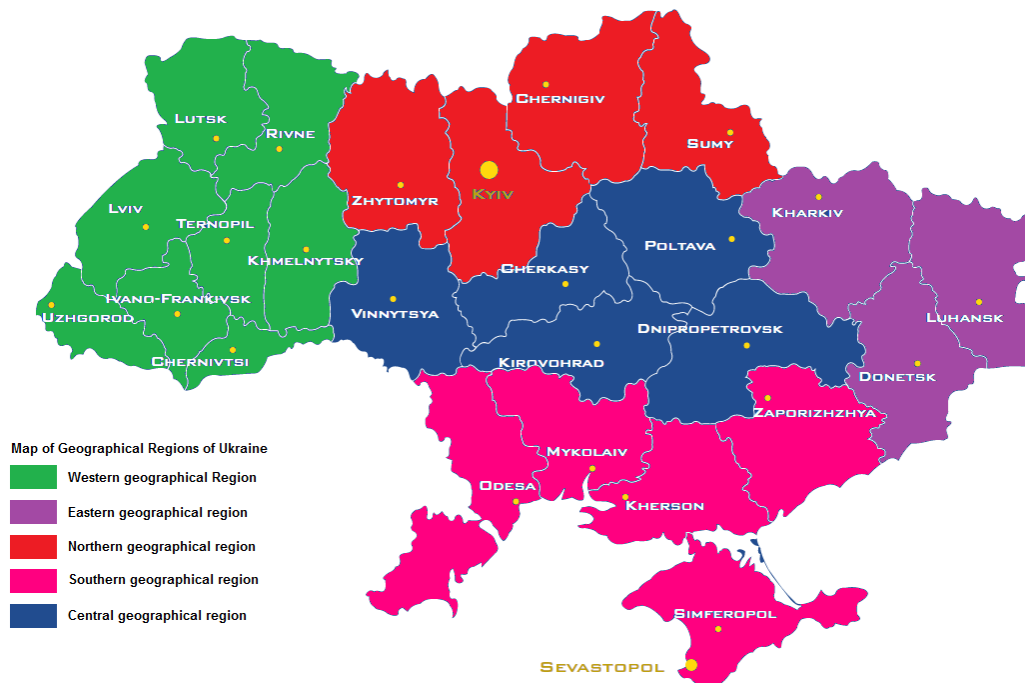 CHERNIGIV
LUTSK
RIVNE
SUMY
ZHYTOMYR
KYIV
LVIV
TERNOPIL
KHARKIV
POLTAVA
KHMELNYTSKY
CHERKASY
IVANO-FRANKIVSK
UZHGOROD
VINNYTSYA
DNIPROPETROVSK
LUHANSK
CHERNIVTSI
KIROVOHRAD
DONETSK
ZAPORIZHZHYA
MYKOLAIV
ODESA
KHERSON
SIMFEROPOL
SEVASTOPOL
Map of Geographical Regions of Ukraine
Western geographical Region
Eastern geographical region
Northern geographical region
Southern geographical region
Central geographical region